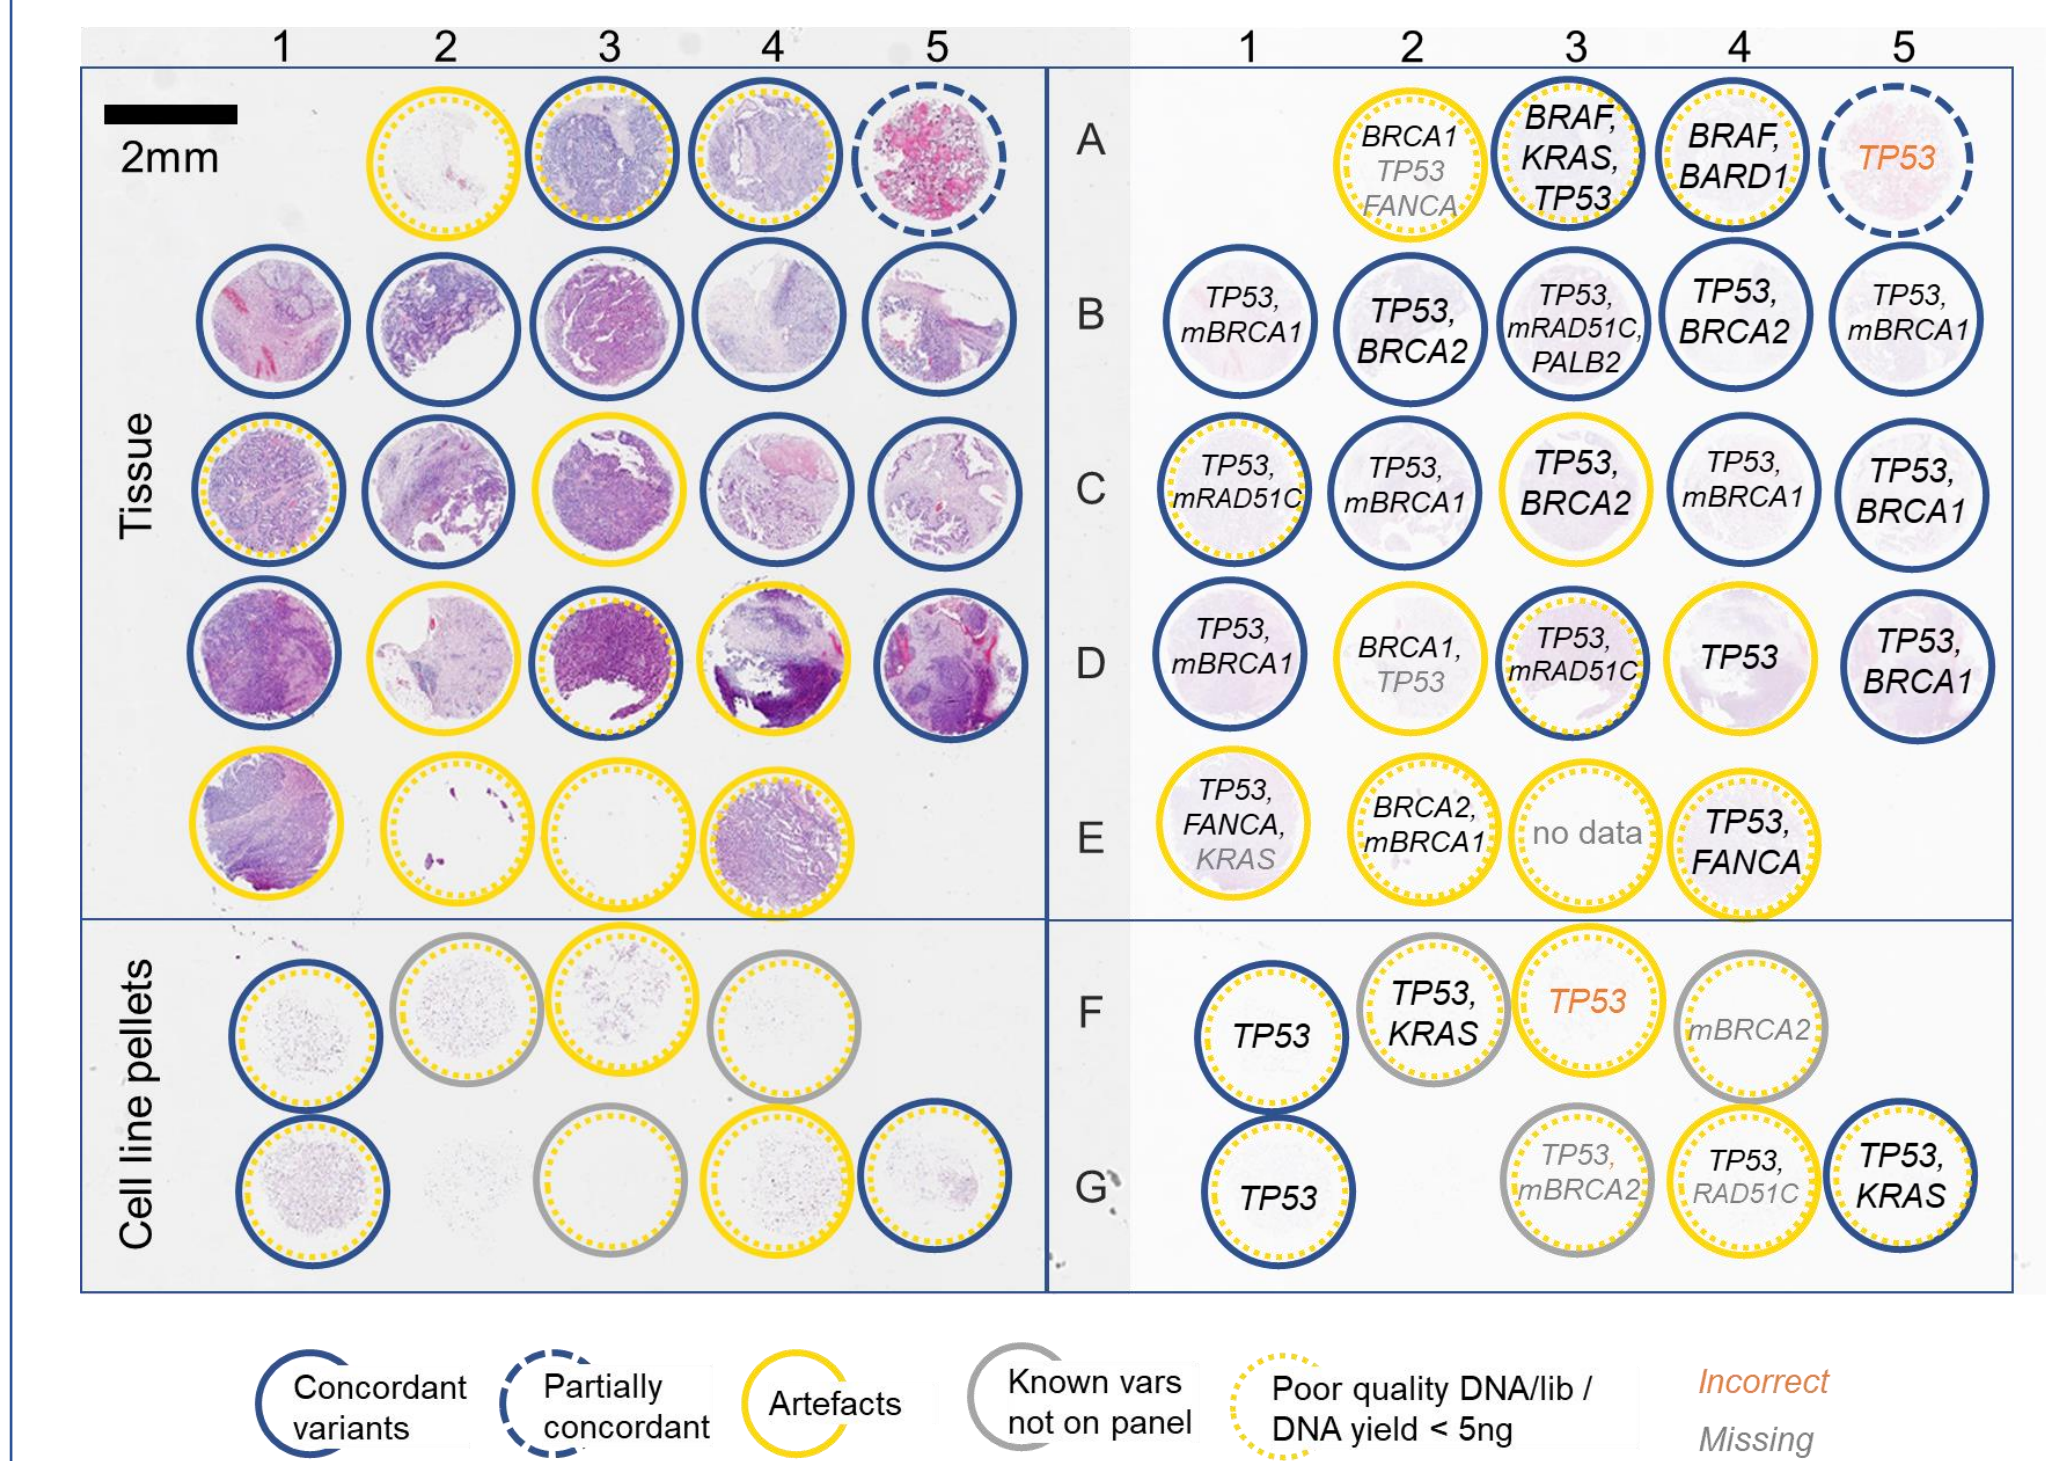 1 2 3 4 5
1 2 3 4 5
2mm
Tissue
Cell line pellets
A
BRCA1
TP53
FANCA
BRAF,
KRAS,
TP53
BRAF,
BARD1
TP53
B
TP53,
mBRCA1
TP53,
BRCA2
TP53,
mRAD51C,
PALB2
TP53,
BRCA2
TP53,
mBRCA1
C
TP53,
mRAD51C
TP53,
mBRCA1
TP53,
BRCA2
TP53,
mBRCA1
TP53,
BRCA1
D
TP53,
mBRCA1
BRCA1,
TP53
TP53,
mRAD51C
TP53
TP53,
BRCA1
E
TP53,
FANCA,
KRAS
BRCA2,
mBRCA1
no data
TP53,
FANCA
F
TP53
TP53,
KRAS
TP53
mBRCA2
G
TP53
TP53,
mBRCA2
TP53,
RAD51C
TP53,
KRAS
Concordant
variants
Partially
concordant
Artefacts
Known vars
not on panel
Poor quality DNA/lib /
DNA yield < 5ng
Incorrect
Missing